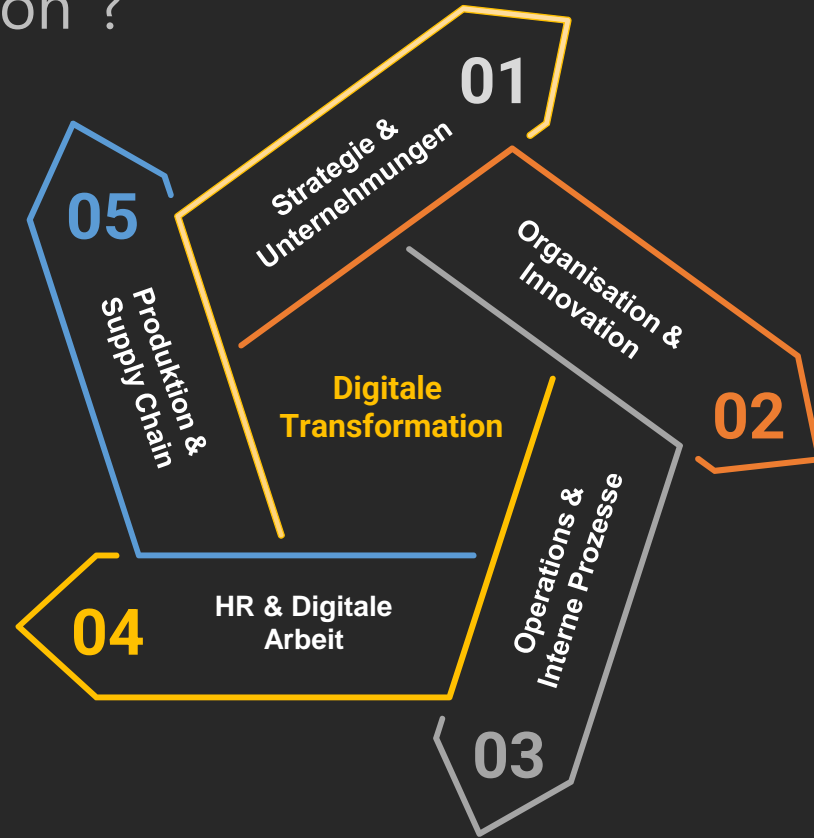 on ?
01
Strategie &
Unternehmungen
Organisation &
Innovation
02
Operations &
Interne Prozesse
03
HR & Digitale
Arbeit
04
Produktion &
Supply Chain
05
Digitale
Transformation